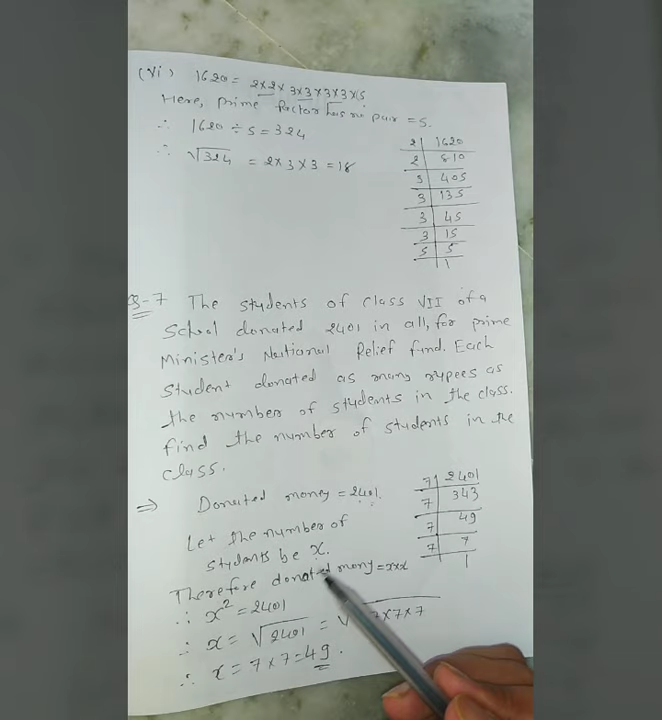 (vi) 1620 = 2×2×3×3×3×3×5
Here, prime factor has no pair = 5.
∴ 1620 ÷ 5 = 324
∴ √324 = 2×3×3 = 18
2 | 1620
2 | 810
3 | 405
3 | 135
3 | 45
3 | 15
5 | 5
1
Q-7 The students of class VII of a
School donated 2401 in all, for prime
Minister's National Relief fund. Each
Student donated as many rupees as
the number of students in the class.
find the number of students in the
class.
⇒ Donated money = 2401.
Let the number of
students be x.
Therefore donated mony = x×x
∴ x² = 2401
∴ x = √2401 = √ 7×7×7
∴ x = 7×7 = 49.
7 | 2401
7 | 343
7 | 49
7 | 7
1